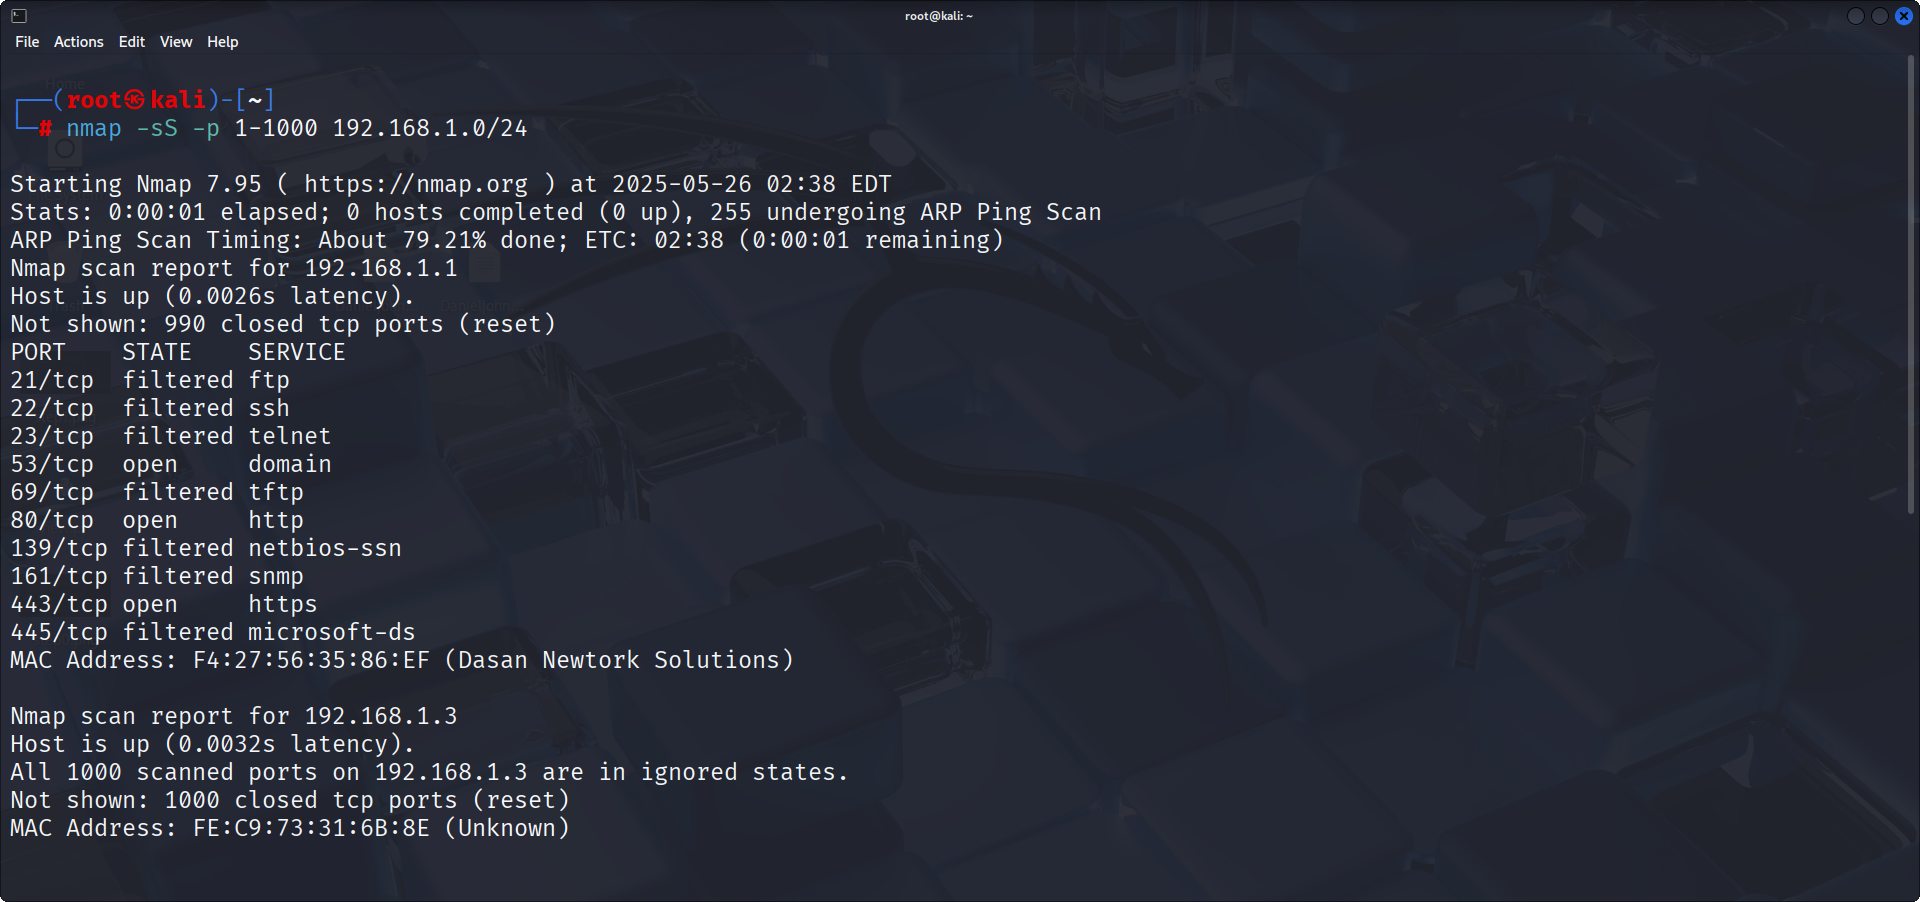 root@kali: ~
File Actions Edit View Help
Home
┌──(root㉿kali)-[~]
└─# nmap -sS -p 1-1000 192.168.1.0/24
Starting Nmap 7.95 ( https://nmap.org ) at 2025-05-26 02:38 EDT
Stats: 0:00:01 elapsed; 0 hosts completed (0 up), 255 undergoing ARP Ping Scan
ARP Ping Scan Timing: About 79.21% done; ETC: 02:38 (0:00:01 remaining)
Nmap scan report for 192.168.1.1
Host is up (0.0026s latency).
Not shown: 990 closed tcp ports (reset)
PORT    STATE    SERVICE
21/tcp  filtered ftp
22/tcp  filtered ssh
23/tcp  filtered telnet
53/tcp  open     domain
69/tcp  filtered tftp
80/tcp  open     http
139/tcp filtered netbios-ssn
161/tcp filtered snmp
443/tcp open     https
445/tcp filtered microsoft-ds
MAC Address: F4:27:56:35:86:EF (Dasan Newtork Solutions)
Nmap scan report for 192.168.1.3
Host is up (0.0032s latency).
All 1000 scanned ports on 192.168.1.3 are in ignored states.
Not shown: 1000 closed tcp ports (reset)
MAC Address: FE:C9:73:31:6B:8E (Unknown)